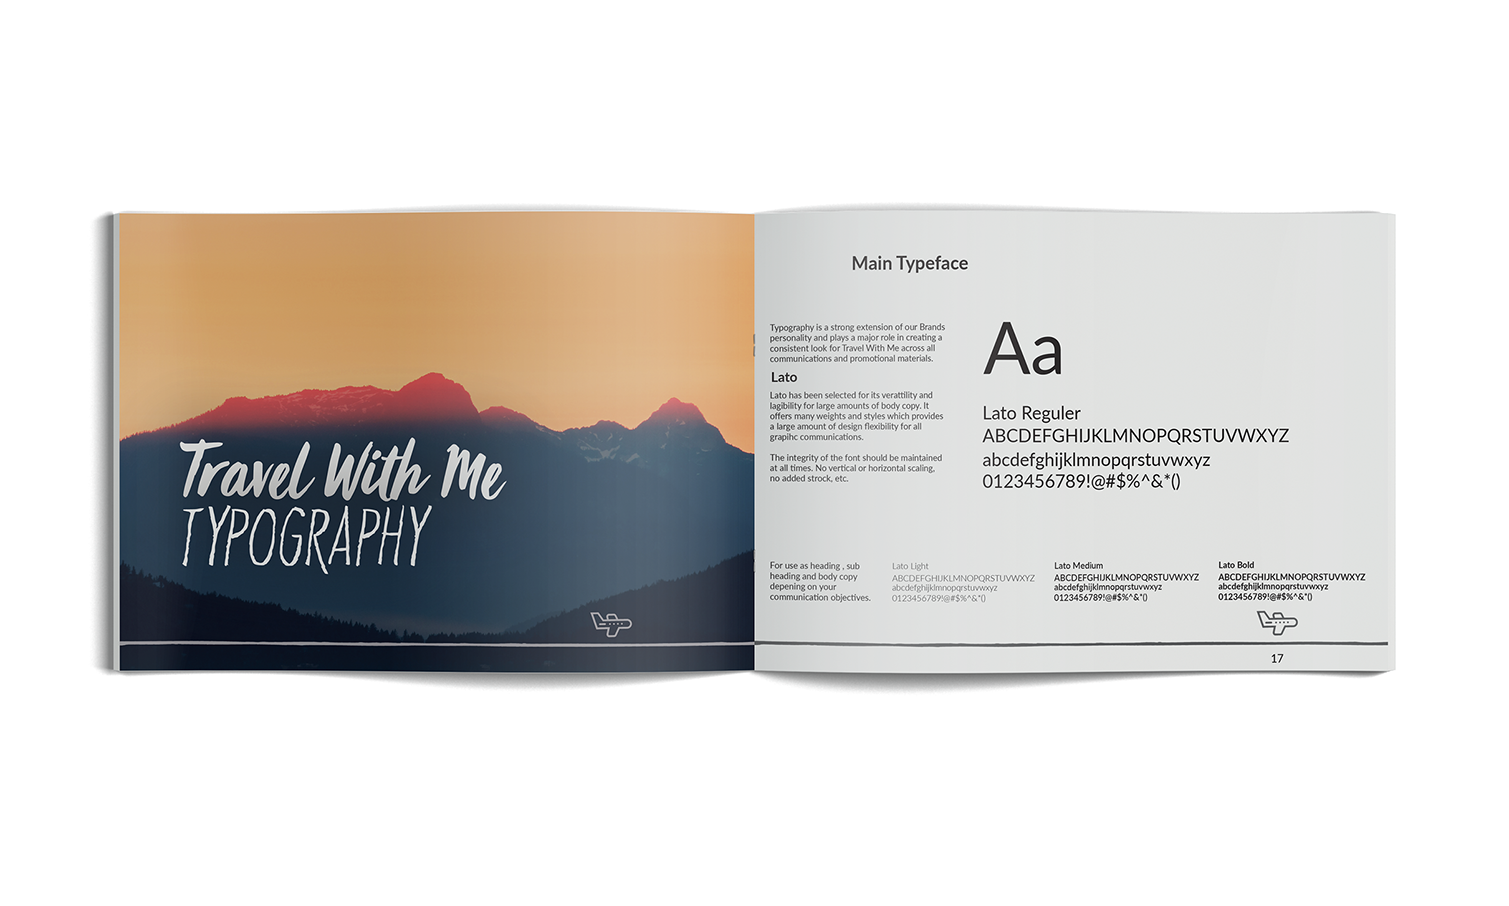 Travel With Me
TYPOGRAPHY
Main Typeface
Typography is a strong extension of our Brands
personality and plays a major role in creating a
consistent look for Travel With Me across all
communications and promotional materials.
Lato
Lato has been selected for its verattility and
lagibility for large amounts of body copy. It
offers many weights and styles which provides
a large amount of design flexibility for all
grapihc communications.
The integrity of the font should be maintained
at all times. No vertical or horizontal scaling,
no added strock, etc.
Aa
Lato Reguler
ABCDEFGHIJKLMNOPQRSTUVWXYZ
abcdefghijklmnopqrstuvwxyz
0123456789!@#$%^&*()
For use as heading , sub
heading and body copy
depening on your
communication objectives.
Lato Light
ABCDEFGHIJKLMNOPQRSTUVWXYZ
abcdefghijklmnopqrstuvwxyz
0123456789!@#$%^&*()
Lato Medium
ABCDEFGHIJKLMNOPQRSTUVWXYZ
abcdefghijklmnopqrstuvwxyz
0123456789!@#$%^&*()
Lato Bold
ABCDEFGHIJKLMNOPQRSTUVWXYZ
abcdefghijklmnopqrstuvwxyz
0123456789!@#$%^&*()
17